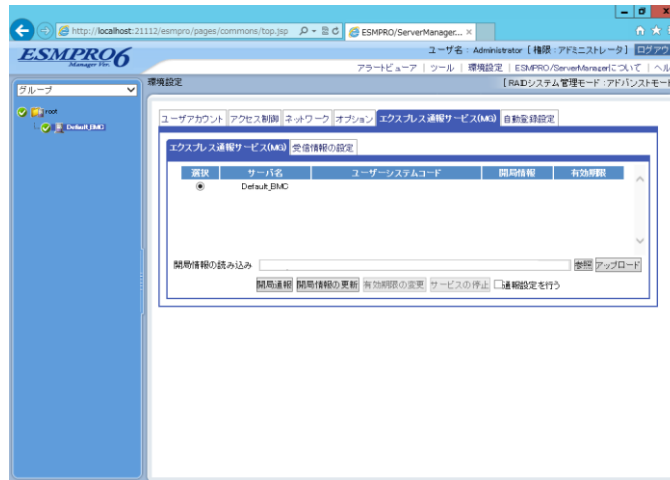 http://localhost:21112/esmpro/pages/commons/top.jsp
ESMPRO/ServerManager...
ESMPRO6
Manager Ver.
ユーザ名 : Administrator [ 権限 : アドミニストレータ ] ログアウ
アラートビューア | ツール | 環境設定 | ESMPRO/ServerManagerについて | ヘル
グループ
環境設定
[ RAIDシステム管理モード : アドバンストモード
root
Default_BMC
ユーザアカウント アクセス制御 ネットワーク オプション エクスプレス通報サービス(MG) 自動登録設定
エクスプレス通報サービス(MG) 受信情報の設定
選択 サーバ名 ユーザーシステムコード 開局情報 有効期限
Default_BMC
開局情報の読み込み 参照 アップロード
開局通報 開局情報の更新 有効期限の変更 サービスの停止 通報設定を行う